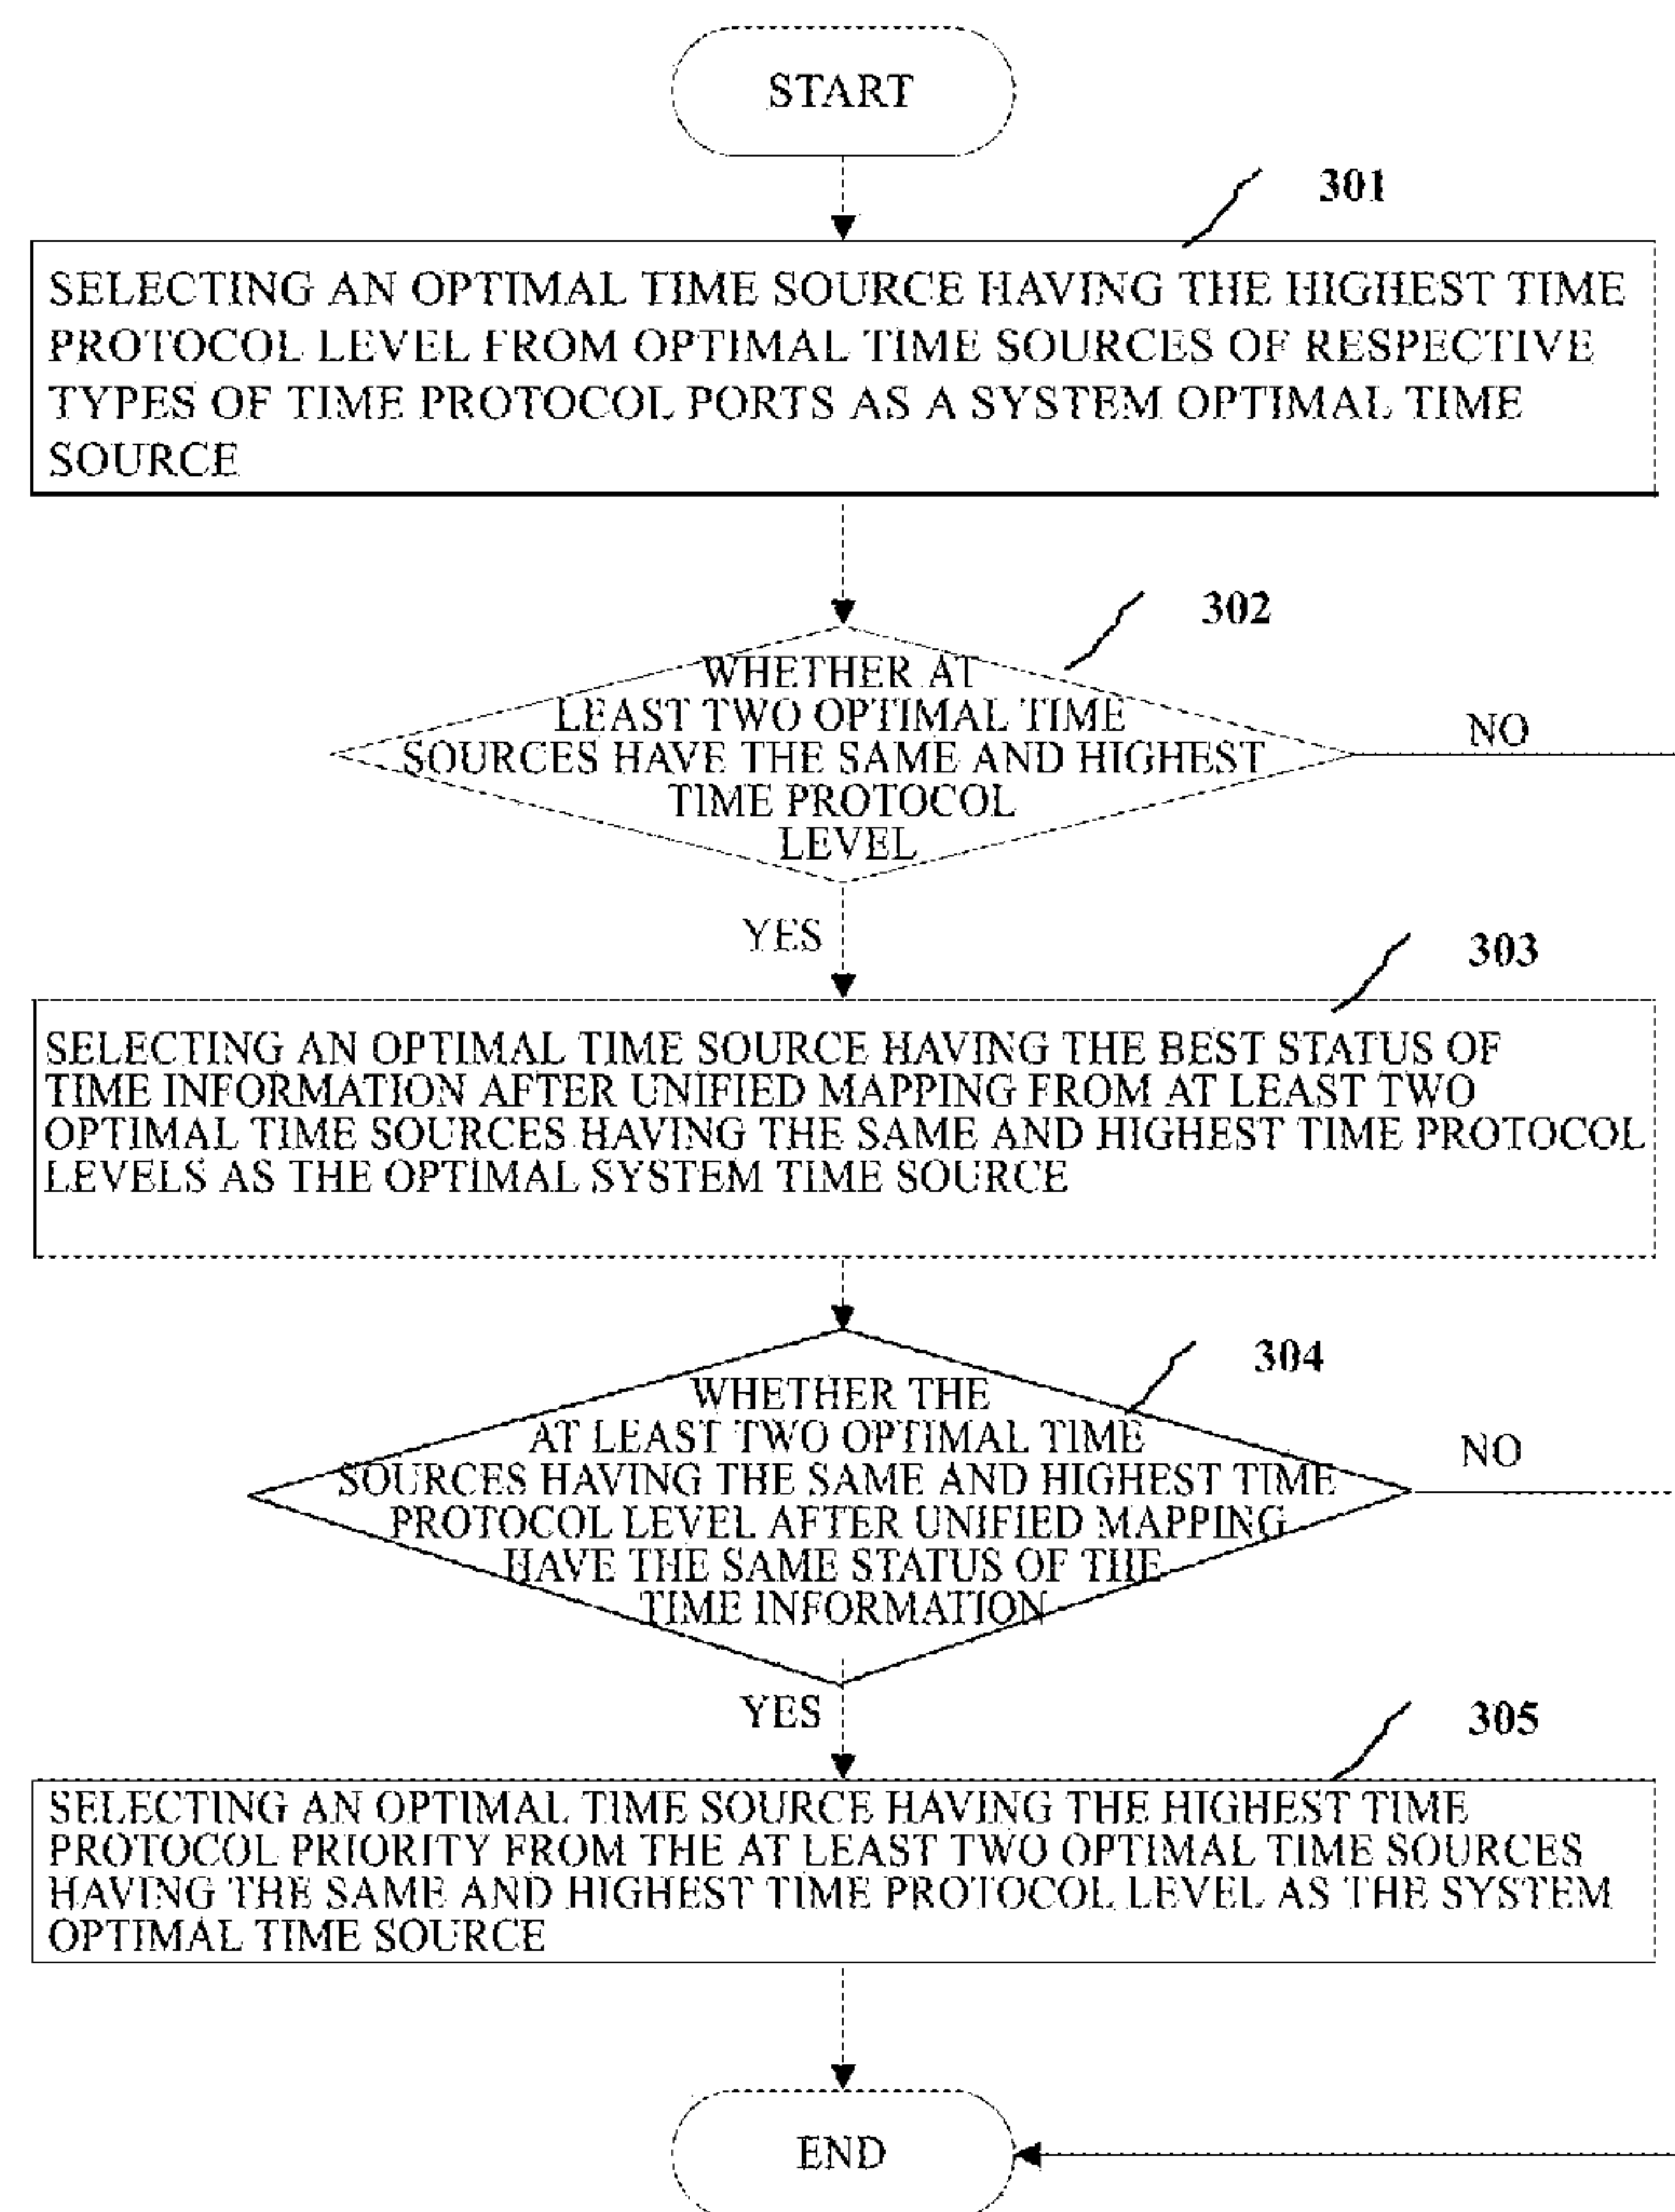 START
301
SELECTING AN OPTIMAL TIME SOURCE HAVING THE HIGHEST TIME
PROTOCOL LEVEL FROM OPTIMAL TIME SOURCES OF RESPECTIVE
TYPES OF TIME PROTOCOL PORTS AS A SYSTEM OPTIMAL TIME
SOURCE
302
WHETHER AT
LEAST TWO OPTIMAL TIME
SOURCES HAVE THE SAME AND HIGHEST
TIME PROTOCOL
LEVEL
NO
YES
303
SELECTING AN OPTIMAL TIME SOURCE HAVING THE BEST STATUS OF
TIME INFORMATION AFTER UNIFIED MAPPING FROM AT LEAST TWO
OPTIMAL TIME SOURCES HAVING THE SAME AND HIGHEST TIME PROTOCOL
LEVELS AS THE OPTIMAL SYSTEM TIME SOURCE
304
WHETHER THE
AT LEAST TWO OPTIMAL TIME
SOURCES HAVING THE SAME AND HIGHEST TIME
PROTOCOL LEVEL AFTER UNIFIED MAPPING
HAVE THE SAME STATUS OF THE
TIME INFORMATION
NO
YES
305
SELECTING AN OPTIMAL TIME SOURCE HAVING THE HIGHEST TIME
PROTOCOL PRIORITY FROM THE AT LEAST TWO OPTIMAL TIME SOURCES
HAVING THE SAME AND HIGHEST TIME PROTOCOL LEVEL AS THE SYSTEM
OPTIMAL TIME SOURCE
END